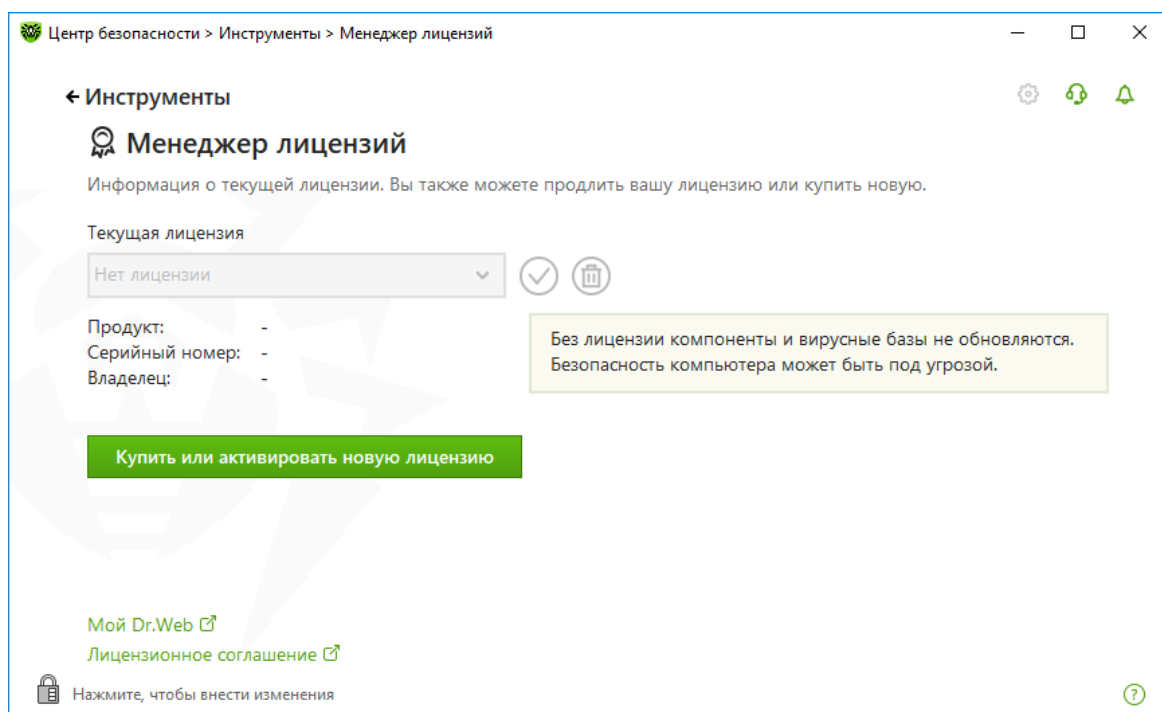 Центр безопасности > Инструменты > Менеджер лицензий
Инструменты
Менеджер лицензий
Информация о текущей лицензии. Вы также можете продлить вашу лицензию или купить новую.
Текущая лицензия
Нет лицензии
Продукт: -
Серийный номер: -
Владелец: -
Без лицензии компоненты и вирусные базы не обновляются.
Безопасность компьютера может быть под угрозой.
Купить или активировать новую лицензию
Мой Dr.Web
Лицензионное соглашение
Нажмите, чтобы внести изменения
?